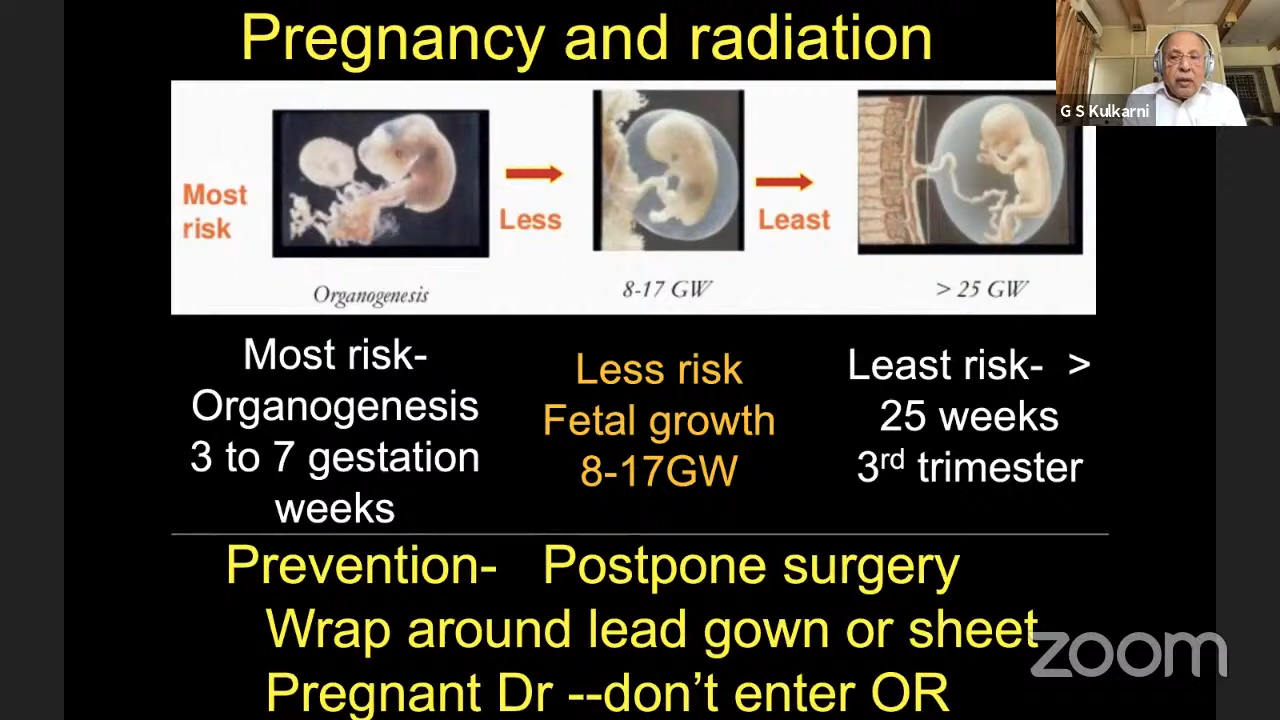 Pregnancy and radiation
G S Kulkarni
Most
risk
Less
Least
Organogenesis
8-17 GW
> 25 GW
Most risk-
Organogenesis
3 to 7 gestation
weeks
Less risk
Fetal growth
8-17GW
Least risk- >
25 weeks
3rd trimester
Prevention- Postpone surgery
Wrap around lead gown or sheet
Pregnant Dr --don't enter OR
zoom